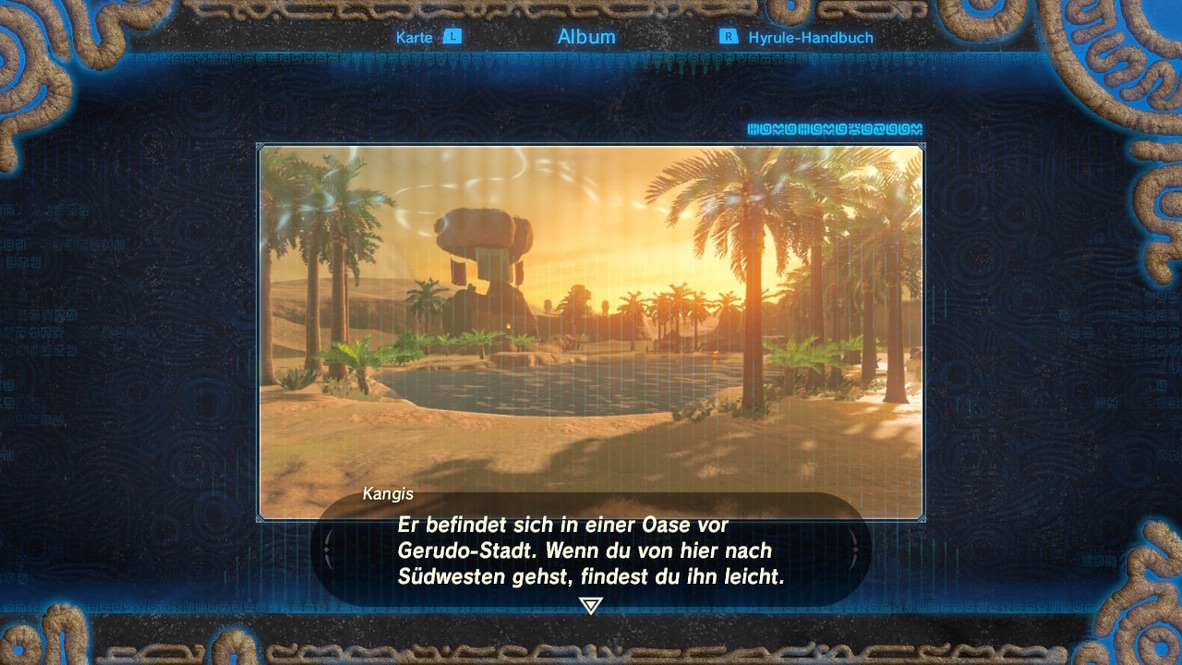 Karte L
Album
R Hyrule-Handbuch
Kangis
Er befindet sich in einer Oase vor
Gerudo-Stadt. Wenn du von hier nach
Südwesten gehst, findest du ihn leicht.